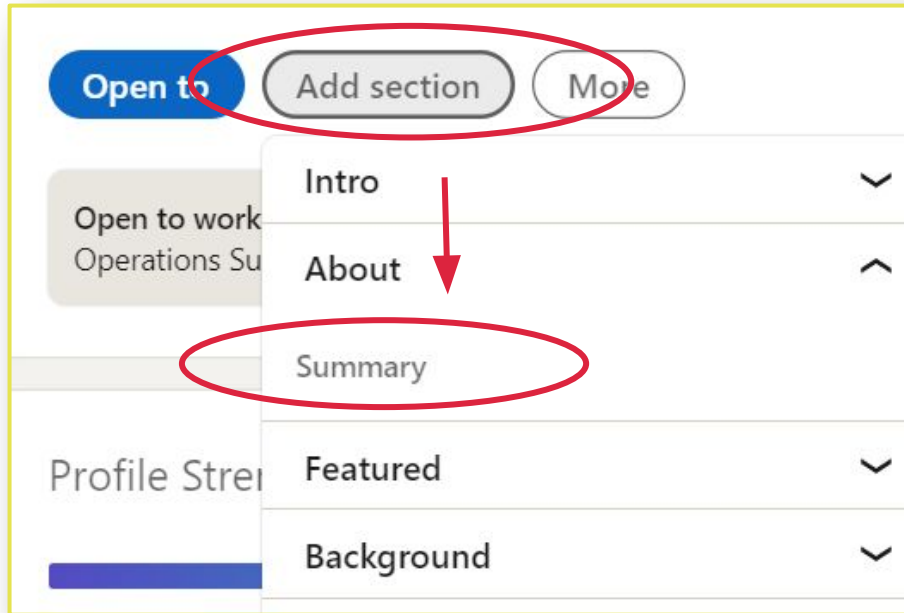 Open to
Add section
More
Intro
Open to work
Operations Su
About
Summary
Profile Stren
Featured
Background